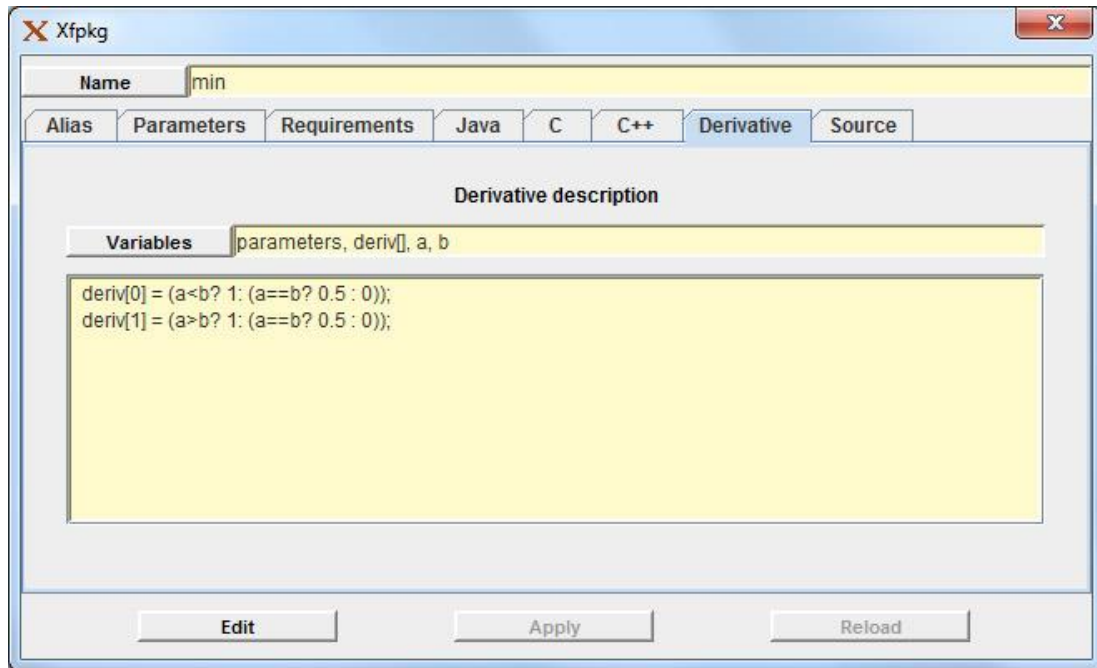 Xfpkg
Name min
Alias Parameters Requirements Java C C++ Derivative Source
Derivative description
Variables parameters, deriv[], a, b
deriv[0] = (a<b? 1: (a==b? 0.5 : 0));
deriv[1] = (a>b? 1: (a==b? 0.5 : 0));
Edit Apply Reload